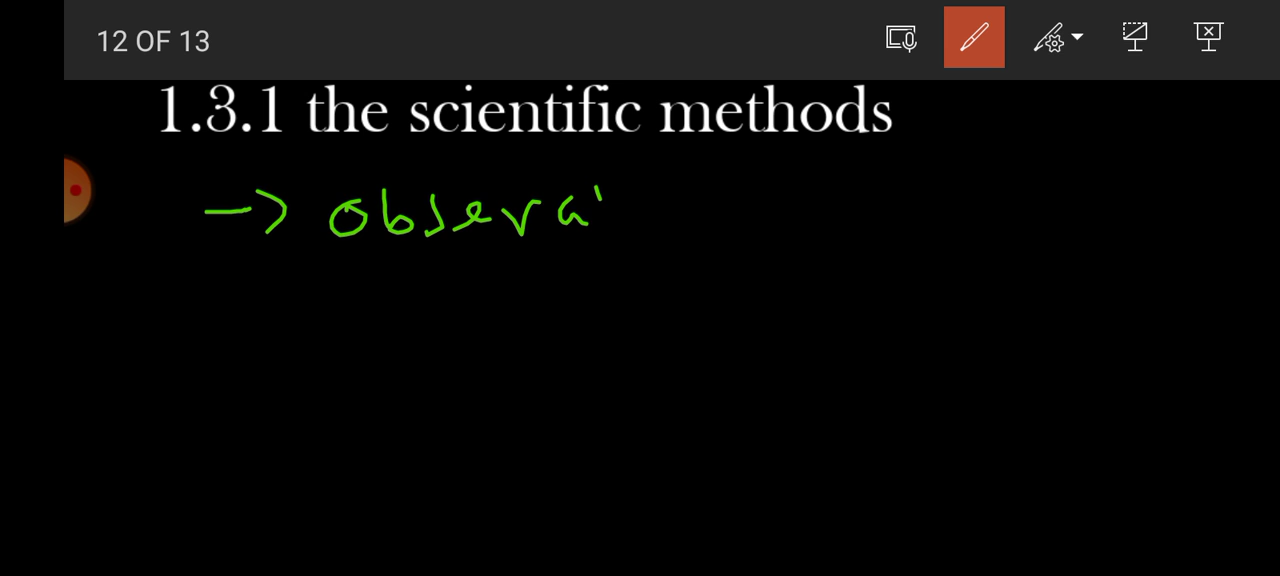 12 OF 13
1.3.1 the scientific methods
→ observa'